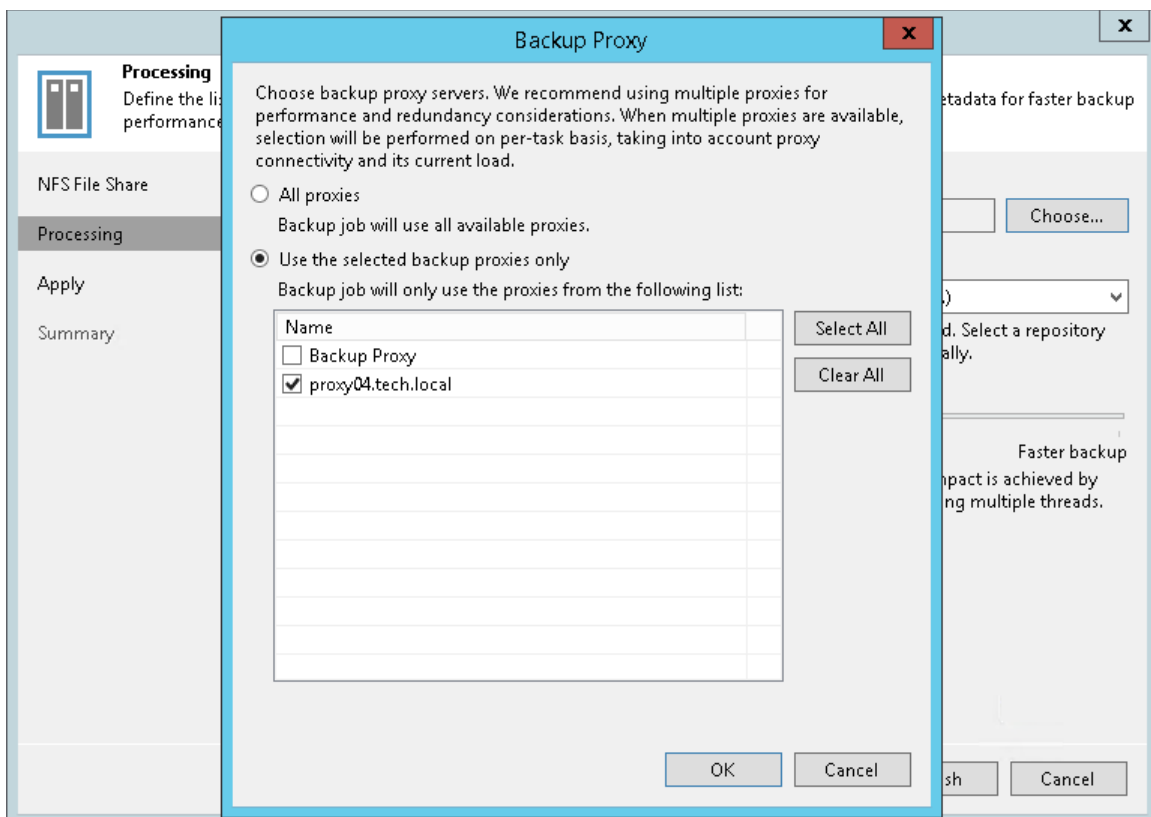 Backup Proxy
x
x
Processing
Define the
performance
etadata for faster backup
NFS File Share
Processing
Apply
Summary
Choose backup proxy servers. We recommend using multiple proxies for
performance and redundancy considerations. When multiple proxies are available,
selection will be performed on per-task basis, taking into account proxy
connectivity and its current load.
All proxies
Backup job will use all available proxies.
Use the selected backup proxies only
Backup job will only use the proxies from the following list:
Name
Backup Proxy
proxy04.tech.local
Select All
Clear All
Choose...
.)
d. Select a repository
ally.
Faster backup
npact is achieved by
ng multiple threads.
OK
Cancel
sh
Cancel